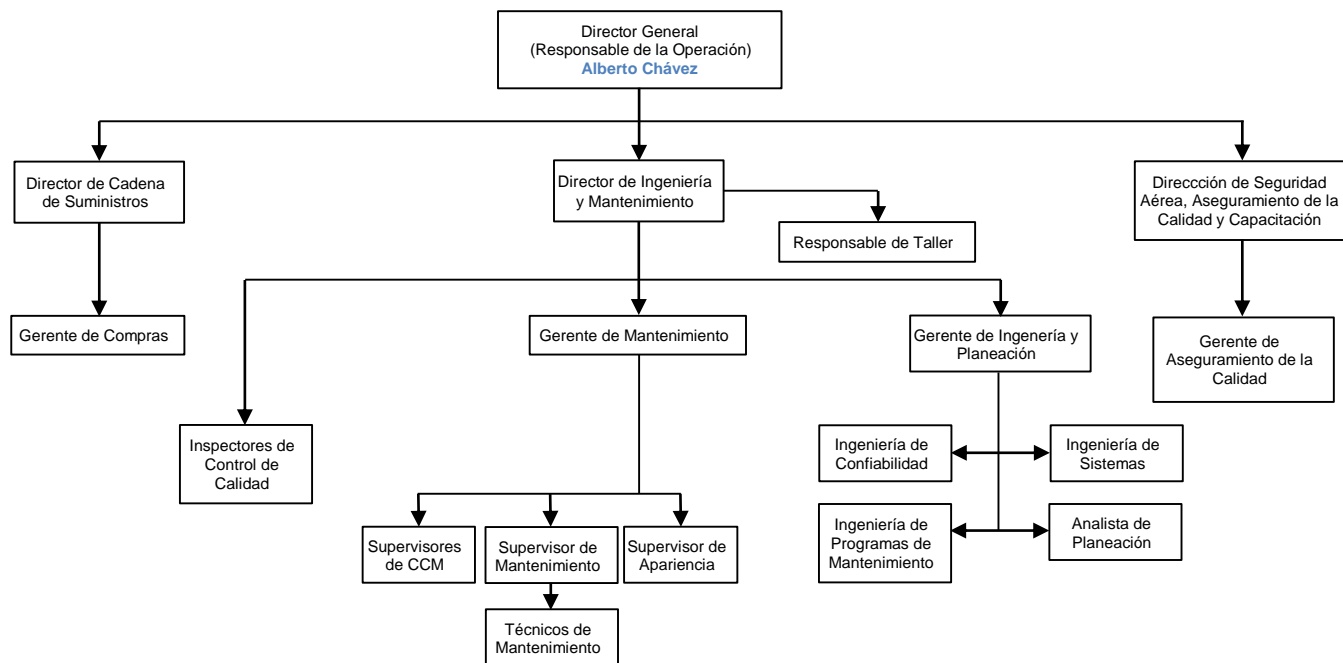 Director General
(Responsable de la Operación)
Alberto Chávez
Director de Cadena
de Suministros
Director de Ingeniería
y Mantenimiento
Direccción de Seguridad
Aérea, Aseguramiento de la
Calidad y Capacitación
Responsable de Taller
Gerente de Compras
Gerente de Mantenimiento
Gerente de Ingenería y
Planeación
Gerente de
Aseguramiento de la
Calidad
Inspectores de
Control de
Calidad
Ingeniería de
Confiabilidad
Ingeniería de
Sistemas
Ingeniería de
Programas de
Mantenimiento
Analista de
Planeación
Supervisores
de CCM
Supervisor de
Mantenimiento
Supervisor de
Apariencia
Técnicos de
Mantenimiento